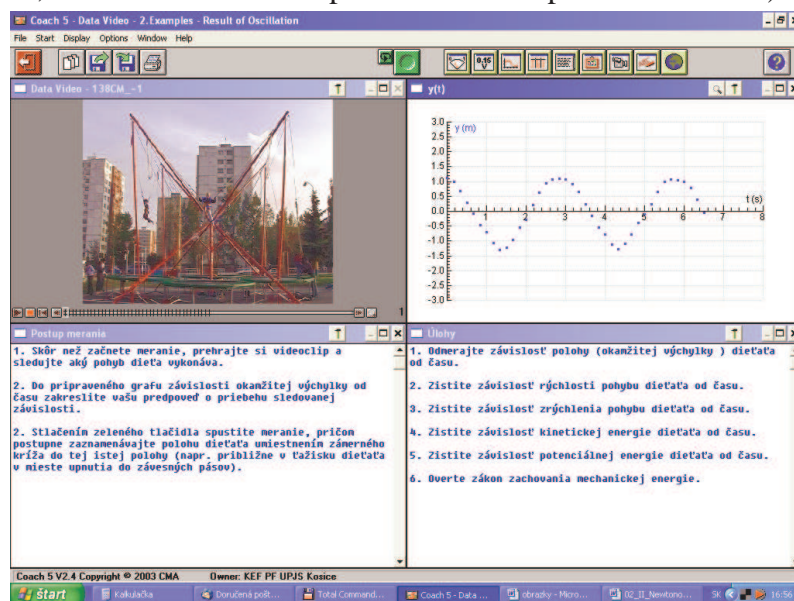 Coach 5 - Data Video - 2.Examples - Result of Oscillation
File Start Display Options Window Help
Data Video - 138CM_~1
y(t)
y (m)
3.0
2.5
2.0
1.5
1.0
0.5
0.0
-0.5
-1.0
-1.5
-2.0
-2.5
-3.0
t (s)
1 2 3 4 5 6 7 8
1
Postup merania
1. Skôr než začnete meranie, prehrajte si videoclip a
sledujte aký pohyb dieťa vykonáva.
2. Do pripraveného grafu závislosti okamžitej výchylky od
času zakreslite vašu predpoveď o priebehu sledovanej
závislosti.
2. Stlačením zeleného tlačidla spustite meranie, pričom
postupne zaznamenávajte polohu dieťaťa umiestnením zámerného
kríža do tej istej polohy (napr. približne v ťažisku dieťaťa
v mieste upnutia do závesných pásov).
Úlohy
1. Odmerajte závislosť polohy (okamžitej výchylky ) dieťaťa
od času.
2. Zistite závislosť rýchlosti pohybu dieťaťa od času.
3. Zistite závislosť zrýchlenia pohybu dieťaťa od času.
4. Zistite závislosť kinetickej energie dieťaťa od času.
5. Zistite závislosť potenciálnej energie dieťaťa od času.
6. Overte zákon zachovania mechanickej energie.
Coach 5 V2.4 Copyright © 2003 CMA Owner: KEF PF UPJS Kosice
štart Kalkulačka Doručená pošt... Total Command... Coach 5 - Data ... obrazky - Micro... 02_II_Newtono... SK 16:56